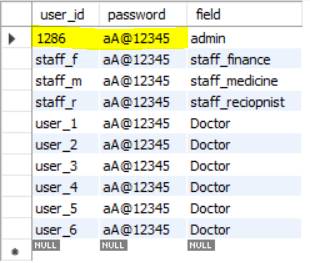 user_id password field
1286 aA@12345 admin
staff_f aA@12345 staff_finance
staff_m aA@12345 staff_medicine
staff_r aA@12345 staff_reciopnist
user_1 aA@12345 Doctor
user_2 aA@12345 Doctor
user_3 aA@12345 Doctor
user_4 aA@12345 Doctor
user_5 aA@12345 Doctor
user_6 aA@12345 Doctor
NULL NULL NULL